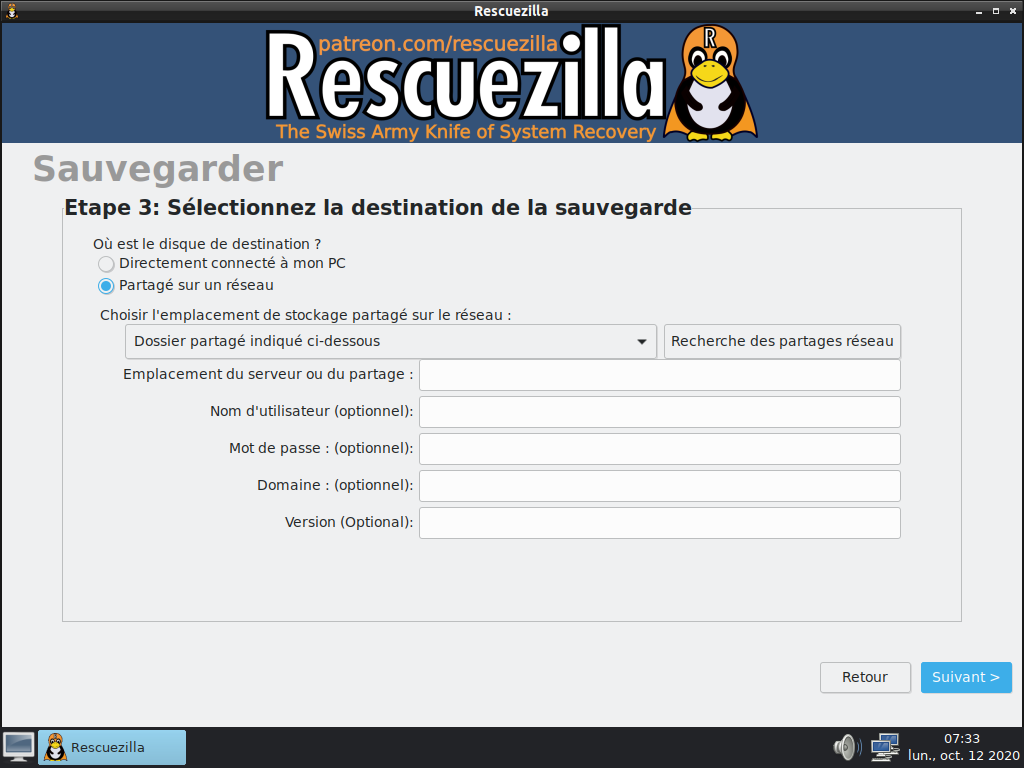 Rescuezilla
patreon.com/rescuezilla
Rescuezilla
R
The Swiss Army Knife of System Recovery
Sauvegarder
Etape 3: Sélectionnez la destination de la sauvegarde
Où est le disque de destination ?
Directement connecté à mon PC
Partagé sur un réseau
Choisir l'emplacement de stockage partagé sur le réseau :
Dossier partagé indiqué ci-dessous Recherche des partages réseau
Emplacement du serveur ou du partage :
Nom d'utilisateur (optionnel):
Mot de passe : (optionnel):
Domaine : (optionnel):
Version (Optional):
Retour Suivant >
Rescuezilla
07:33
lun., oct. 12 2020